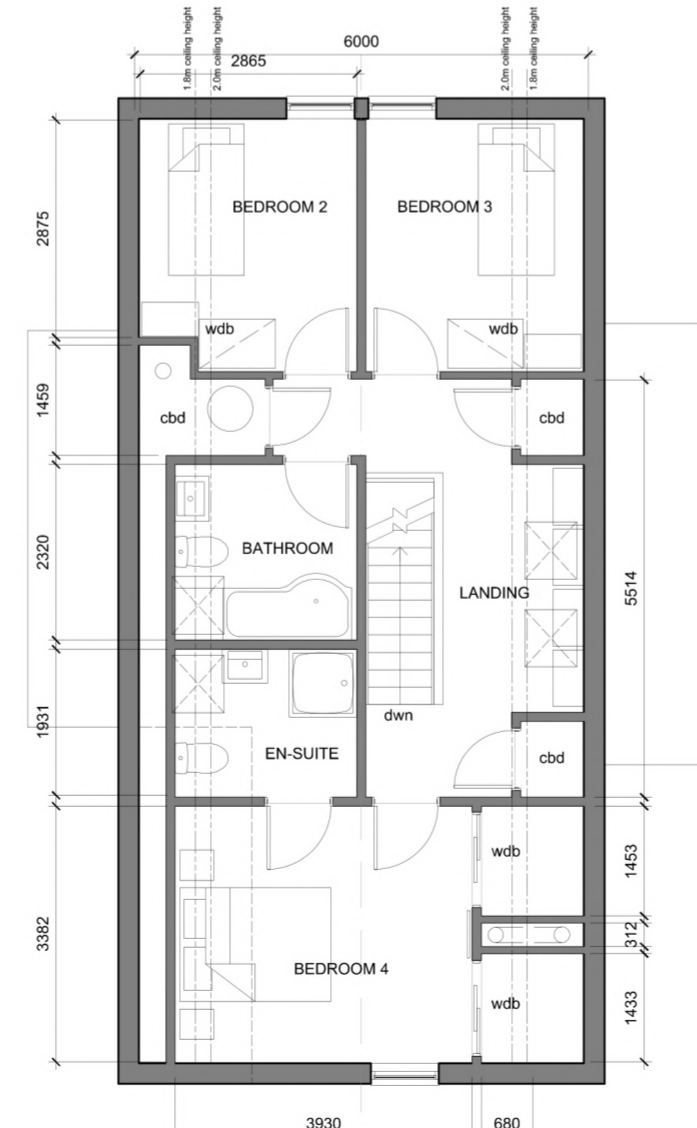 1.8m ceiling height
2.0m ceiling height
2.0m ceiling height
1.8m ceiling height
6000
2865
2875
BEDROOM 2
BEDROOM 3
wdb
wdb
1459
cbd
cbd
2320
BATHROOM
LANDING
5514
dwn
1931
EN-SUITE
cbd
wdb
1453
312
3382
BEDROOM 4
wdb
1433
3930
680